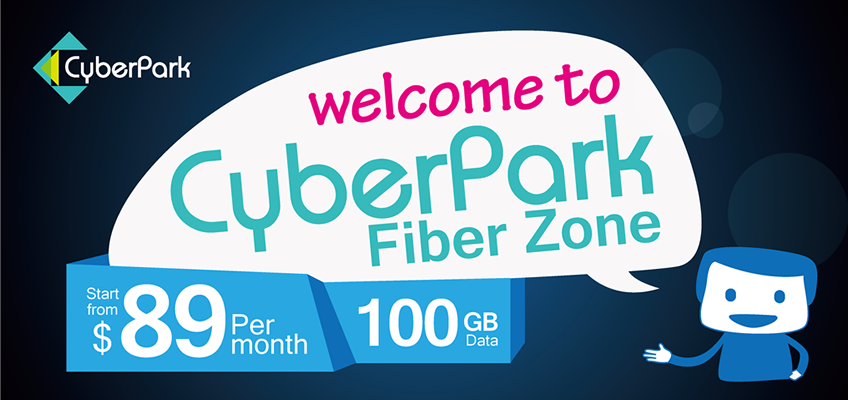 CyberPark
welcome to
CyberPark
Fiber Zone
Start
from
$89 Per
month
100 GB
Data